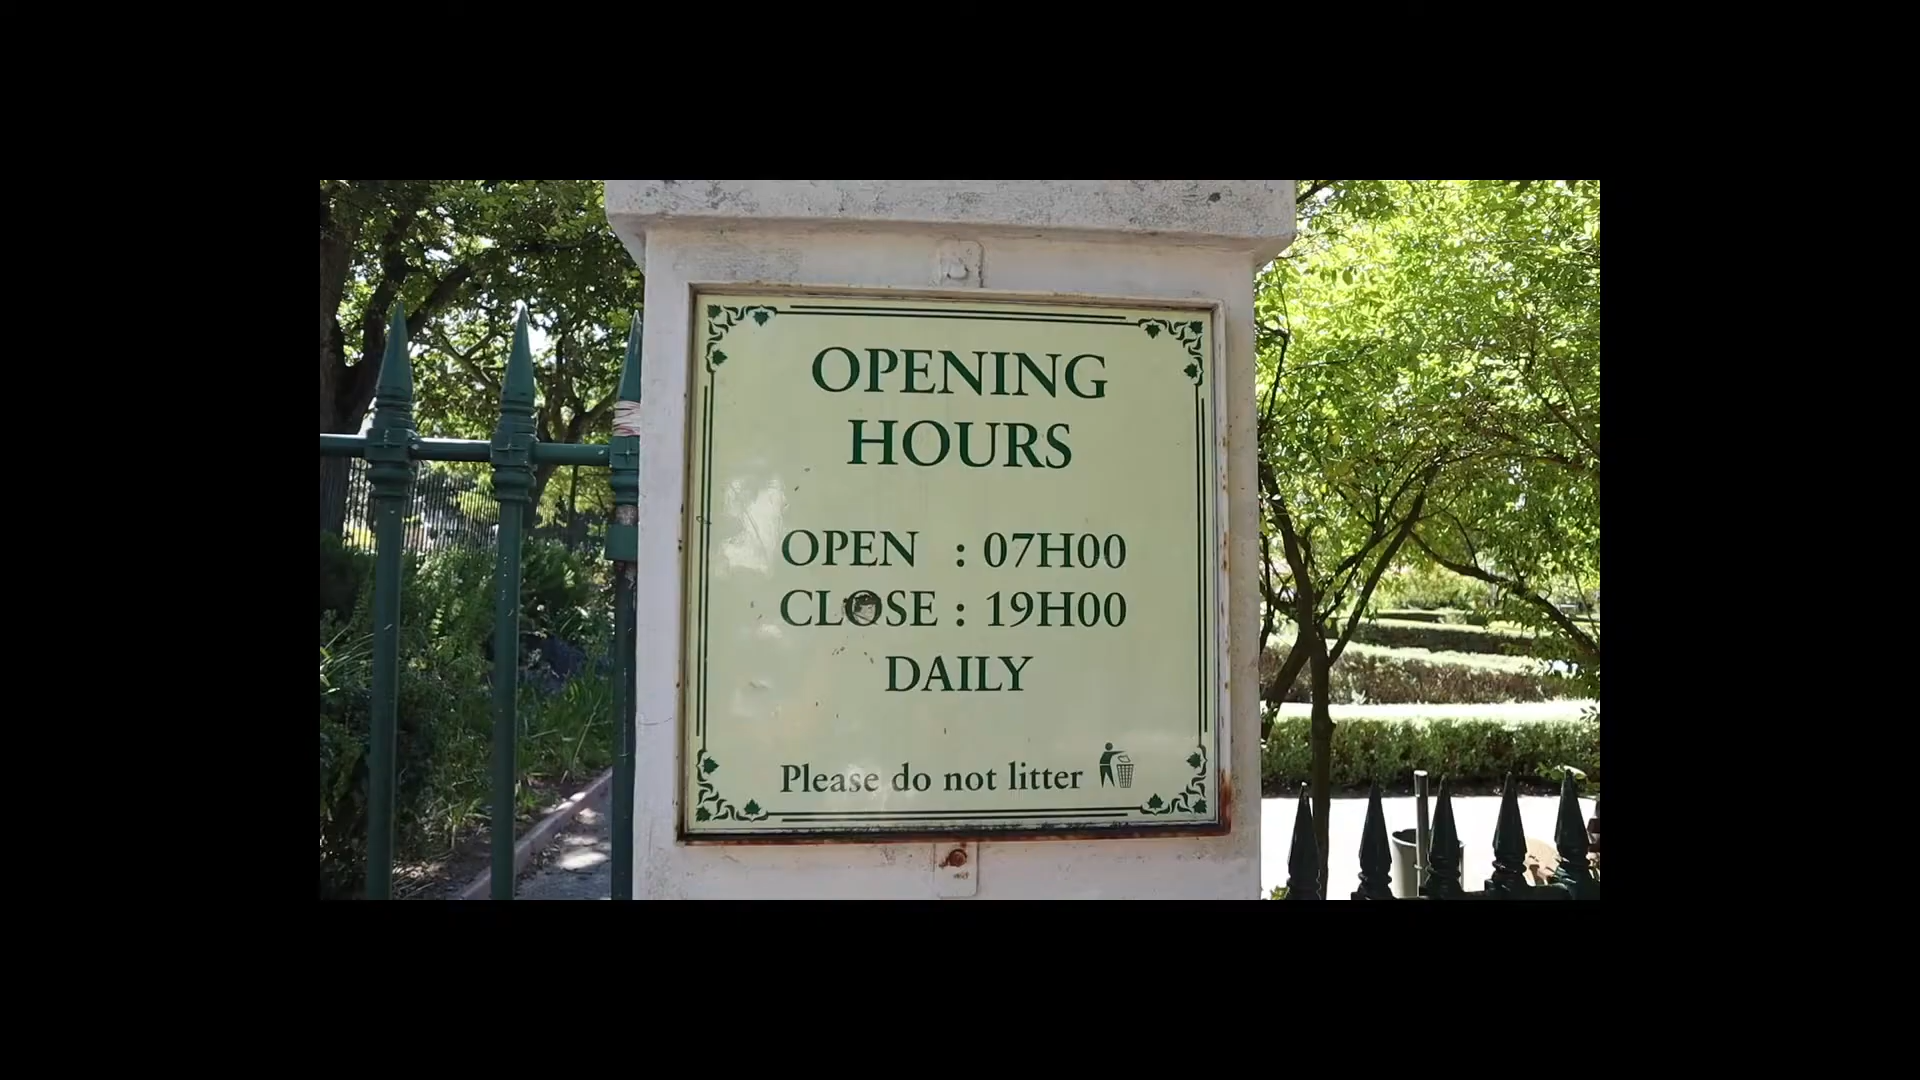 OPENING
HOURS
OPEN : 07H00
CLOSE : 19H00
DAILY
Please do not litter